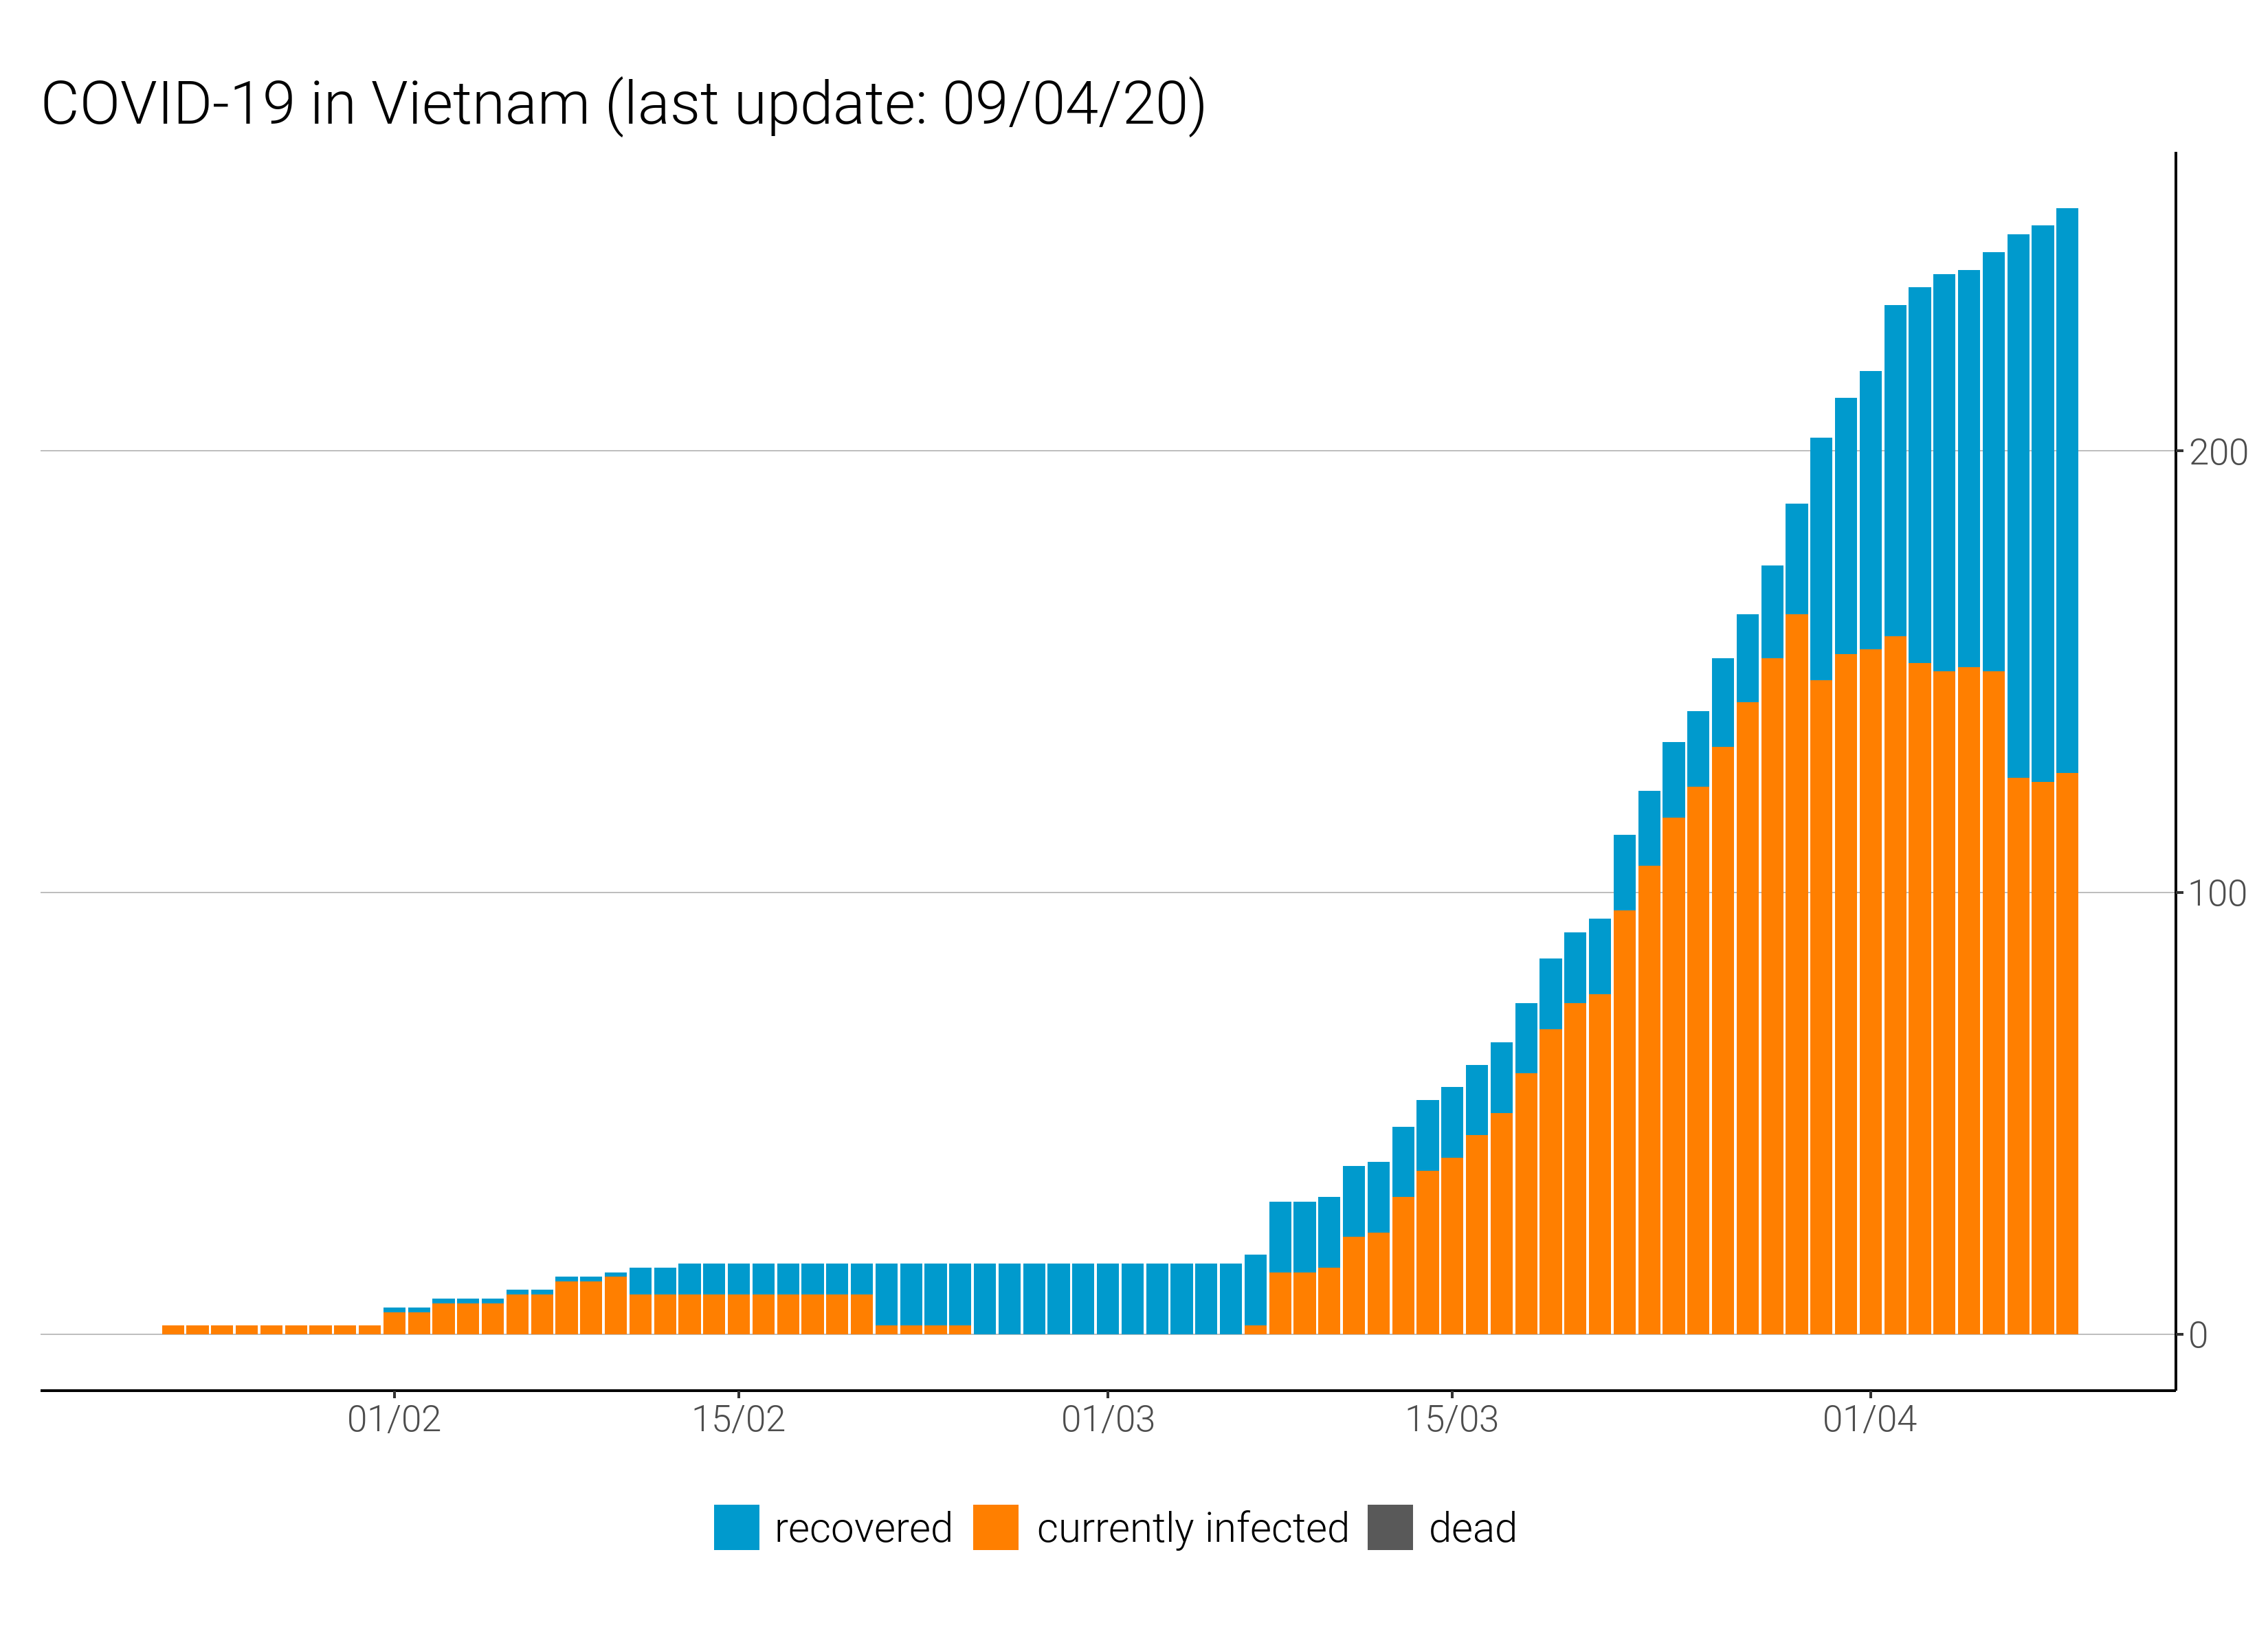 COVID-19 in Vietnam (last update: 09/04/20)
200
100
0
01/02 15/02 01/03 15/03 01/04
recovered currently infected dead